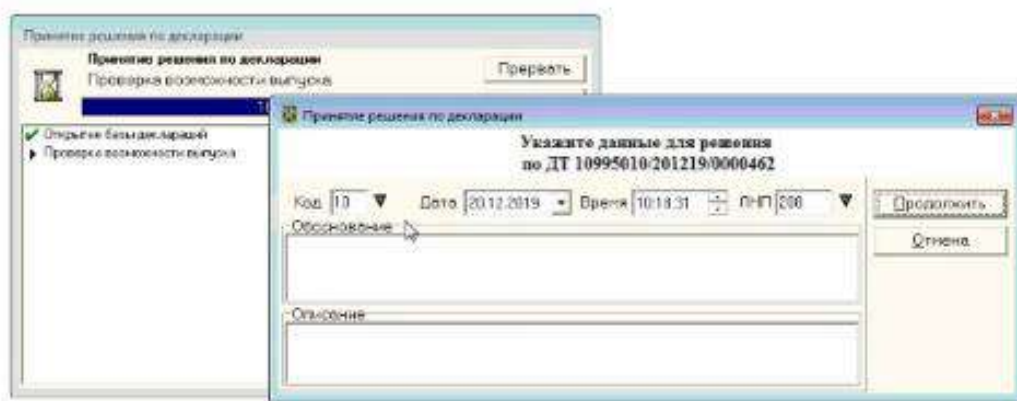 Принятие решения по декларации
Принятие решения по декларации
Проверка возможности выпуска
Прервать
Открытие базы деклараций
Проверка возможности выпуска
Принятие решения по декларации
Укажите данные для решения
по ДТ 10995010/201219/0000462
Код 10 Дата 20.12.2019 Время 10:18:31 ЛНП 208
Продолжить
Обоснование
Отмена
Описание